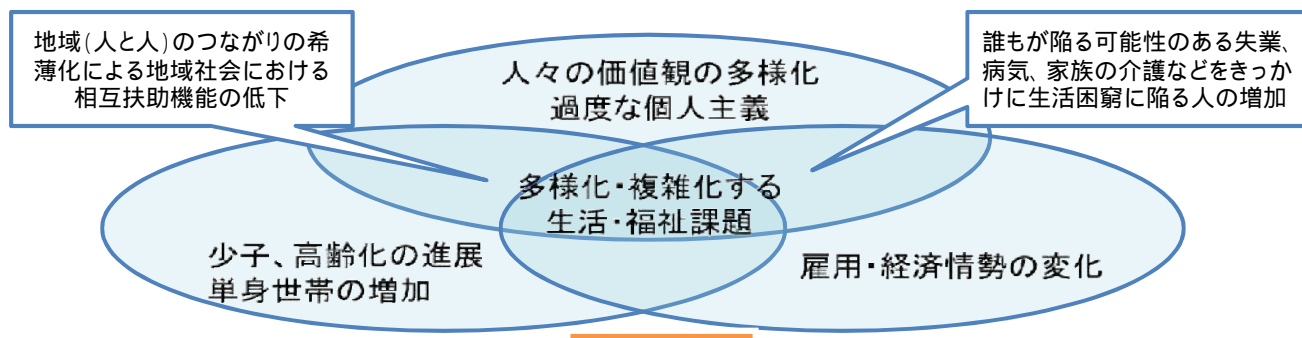 地域(人と人)のつながりの希
薄化による地域社会における
相互扶助機能の低下
誰もが陥る可能性のある失業、
病気、家族の介護などをきっか
けに生活困窮に陥る人の増加
人々の価値観の多様化
過度な個人主義
多様化・複雑化する
生活・福祉課題
少子、高齢化の進展
単身世帯の増加
雇用・経済情勢の変化